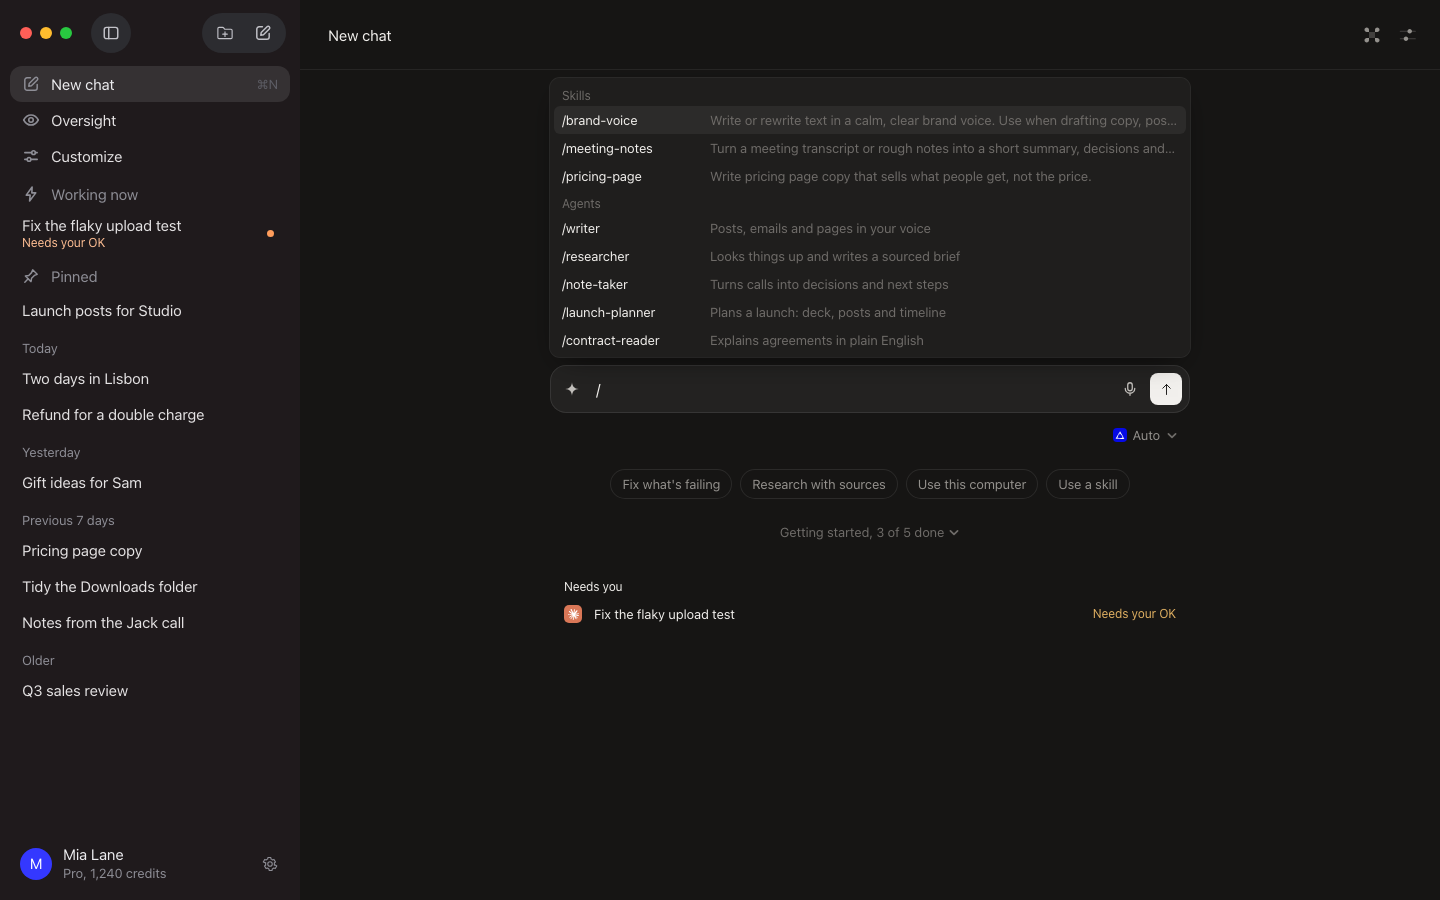 New chat
⌘N
Oversight
Customize
Working now
Fix the flaky upload test
Needs your OK
Pinned
Launch posts for Studio
Today
Two days in Lisbon
Refund for a double charge
Yesterday
Gift ideas for Sam
Previous 7 days
Pricing page copy
Tidy the Downloads folder
Notes from the Jack call
Older
Q3 sales review
M
Mia Lane
Pro, 1,240 credits
New chat
Skills
/brand-voice Write or rewrite text in a calm, clear brand voice. Use when drafting copy, pos...
/meeting-notes Turn a meeting transcript or rough notes into a short summary, decisions and...
/pricing-page Write pricing page copy that sells what people get, not the price.
Agents
/writer Posts, emails and pages in your voice
/researcher Looks things up and writes a sourced brief
/note-taker Turns calls into decisions and next steps
/launch-planner Plans a launch: deck, posts and timeline
/contract-reader Explains agreements in plain English
/
Auto
Fix what's failing Research with sources Use this computer Use a skill
Getting started, 3 of 5 done
Needs you
Fix the flaky upload test Needs your OK